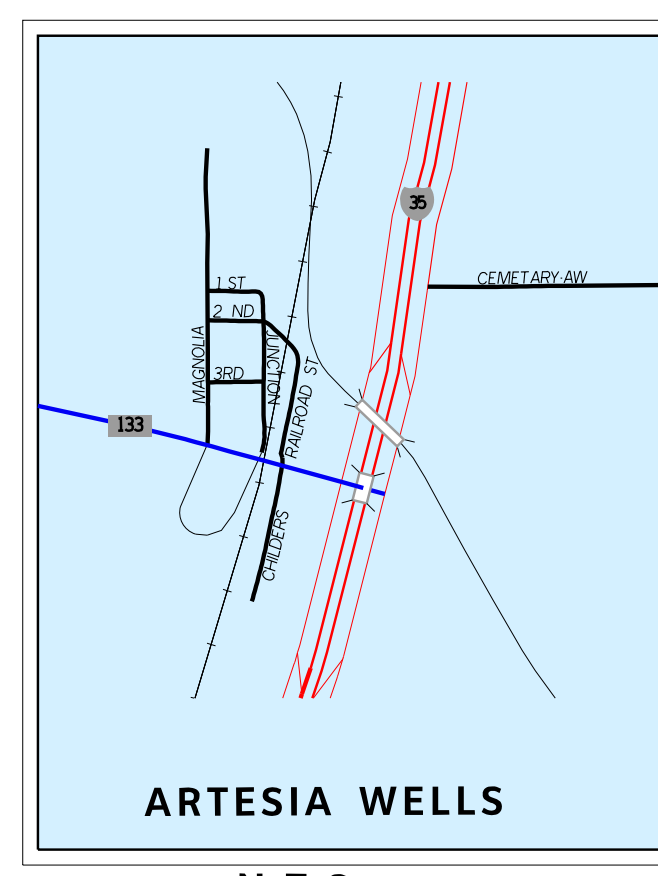 35
CEMETARY·AW
1 ST
2 ND
JUNCTION
MAGNOLIA
3RD
RAILROAD ST
133
CHILDERS
ARTESIA WELLS